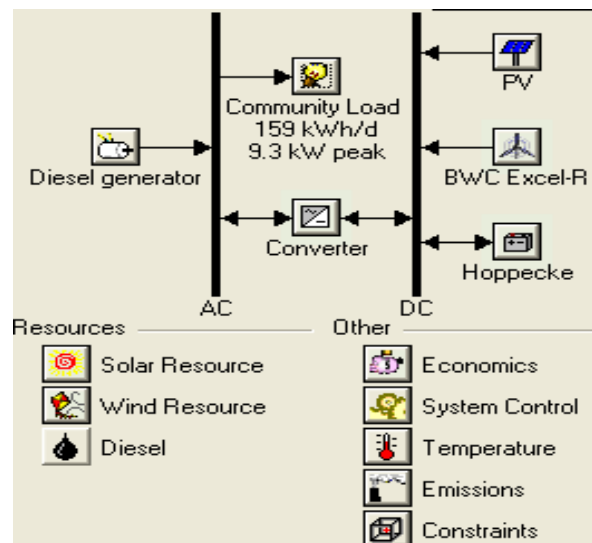 PV
Community Load
159 kWh/d
9.3 kW peak
Diesel generator
BWC Excel-R
Converter
Hoppecke
AC
DC
Resources
Other
Solar Resource
Economics
Wind Resource
System Control
Diesel
Temperature
Emissions
Constraints